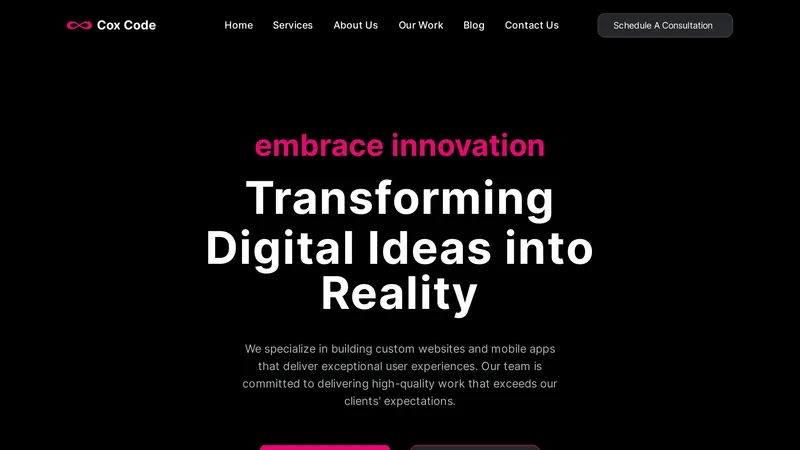 Cox Code
Home
Services
About Us
Our Work
Blog
Contact Us
Schedule A Consultation
embrace innovation
Transforming
Digital Ideas into
Reality
We specialize in building custom websites and mobile apps
that deliver exceptional user experiences. Our team is
committed to delivering high-quality work that exceeds our
clients' expectations.